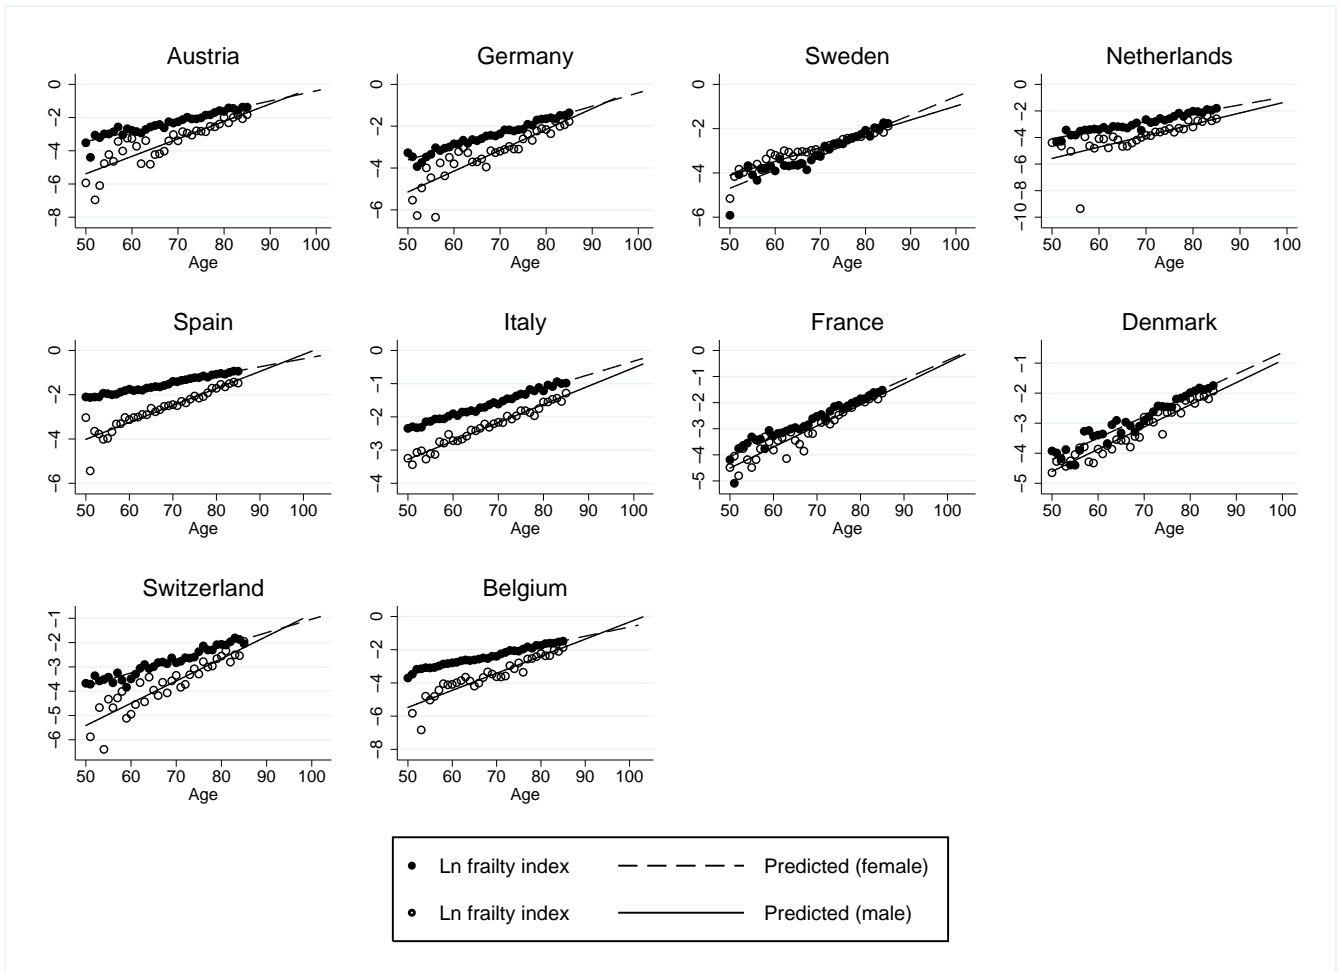 Austria Germany Sweden Netherlands
0 −2 −4 −6 −8
50 60 70 80 90 100
Age
0 −2 −4 −6
50 60 70 80 90 100
Age
0 −2 −4 −6
50 60 70 80 90 100
Age
0 −2 −4 −6 −8 −10
50 60 70 80 90 100
Age
Spain Italy France Denmark
0 −2 −4 −6
50 60 70 80 90 100
Age
0 −1 −2 −3 −4
50 60 70 80 90 100
Age
0 −1 −2 −3 −4 −5
50 60 70 80 90 100
Age
−1 −2 −3 −4 −5
50 60 70 80 90 100
Age
Switzerland Belgium
−1 −2 −3 −4 −5 −6
50 60 70 80 90 100
Age
0 −2 −4 −6 −8
50 60 70 80 90 100
Age
Ln frailty index Predicted (female)
Ln frailty index Predicted (male)